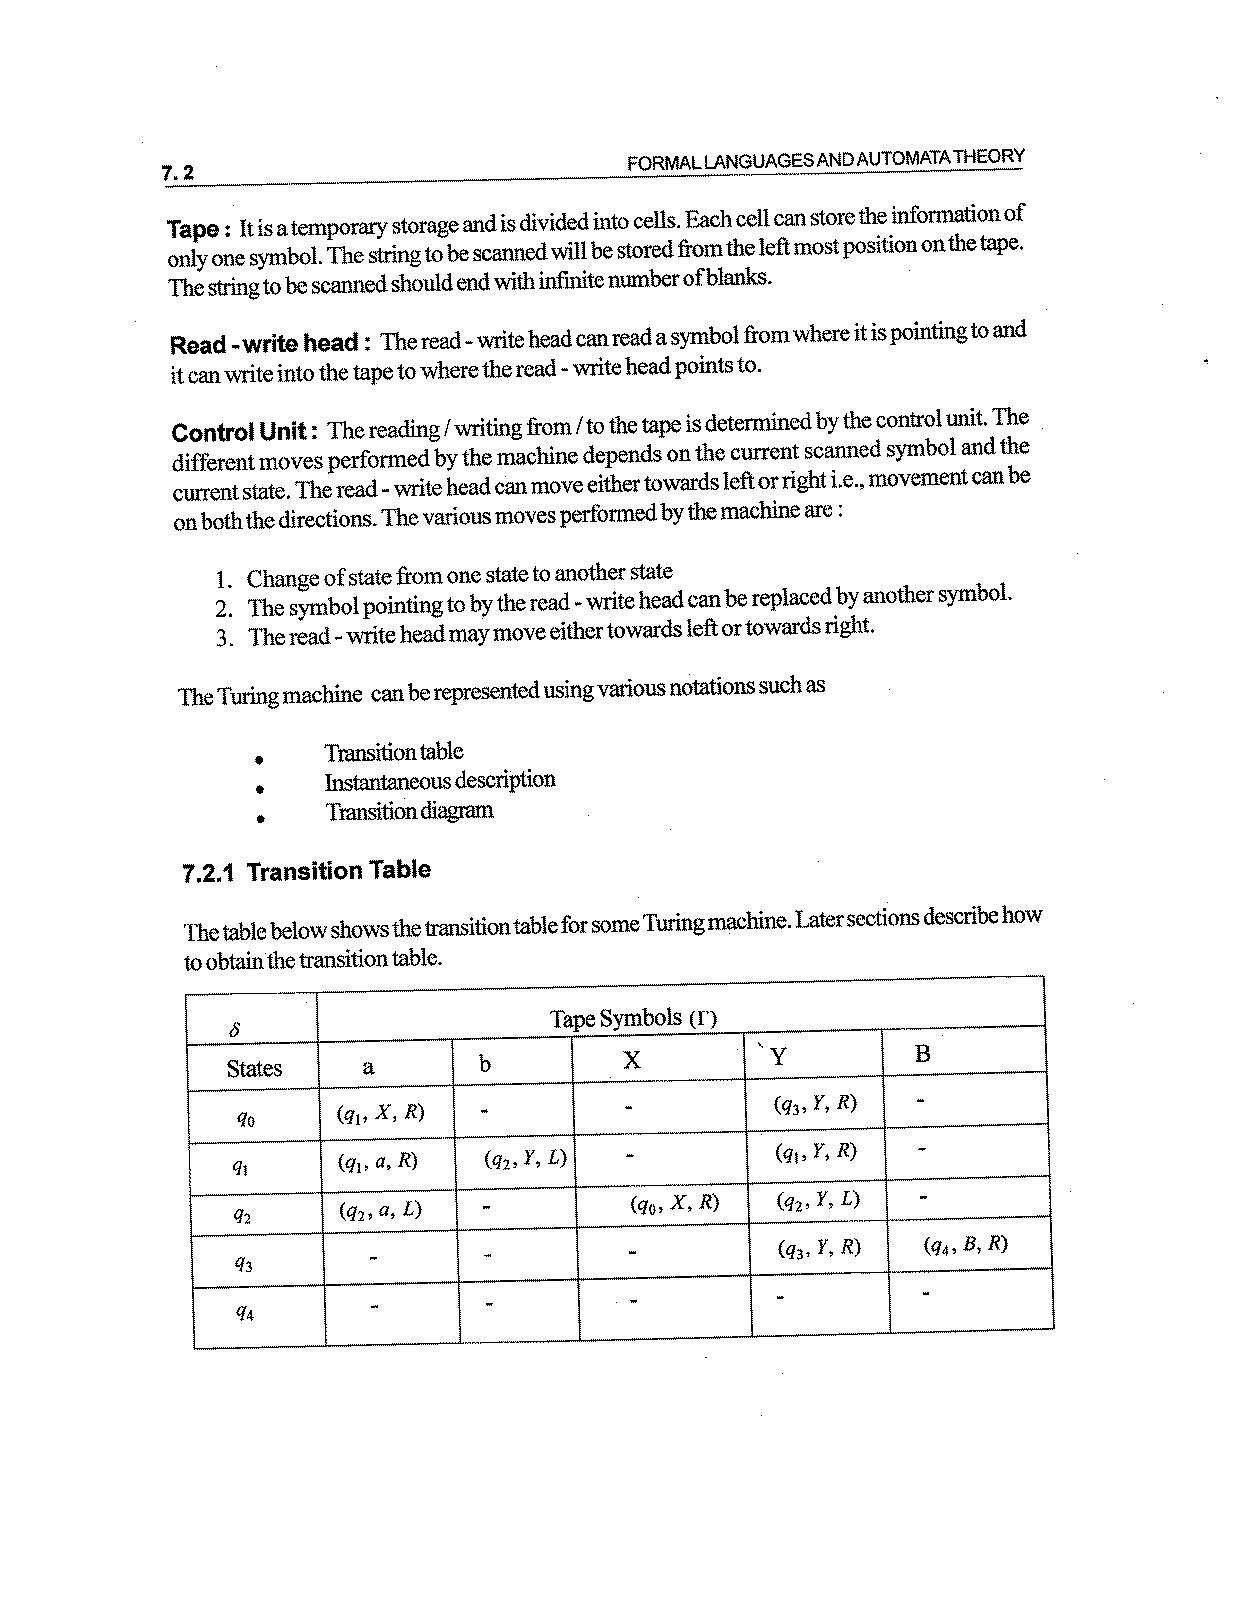 7. 2 FORMAL LANGUAGES AND AUTOMATA THEORY
Tape : It is a temporary storage and is divided into cells. Each cell can store the information of
only one symbol. The string to be scanned will be stored from the left most position on the tape.
The string to be scanned should end with infinite number of blanks.
Read - write head : The read - write head can read a symbol from where it is pointing to and
it can write into the tape to where the read - write head points to.
Control Unit : The reading / writing from / to the tape is determined by the control unit. The
different moves performed by the machine depends on the current scanned symbol and the
current state. The read - write head can move either towards left or right i.e., movement can be
on both the directions. The various moves performed by the machine are :
1. Change of state from one state to another state
2. The symbol pointing to by the read - write head can be replaced by another symbol.
3. The read - write head may move either towards left or towards right.
The Turing machine can be represented using various notations such as
• Transition table
• Instantaneous description
• Transition diagram
7.2.1 Transition Table
The table below shows the transition table for some Turing machine. Later sections describe how
to obtain the transition table.
δ Tape Symbols (Γ)
States a b X Y B
q₀ (q₁, X, R) - - (q₃, Y, R) -
q₁ (q₁, a, R) (q₂, Y, L) - (q₁, Y, R) -
q₂ (q₂, a, L) - (q₀, X, R) (q₂, Y, L) -
q₃ - - - (q₃, Y, R) (q₄, B, R)
q₄ - - - - -